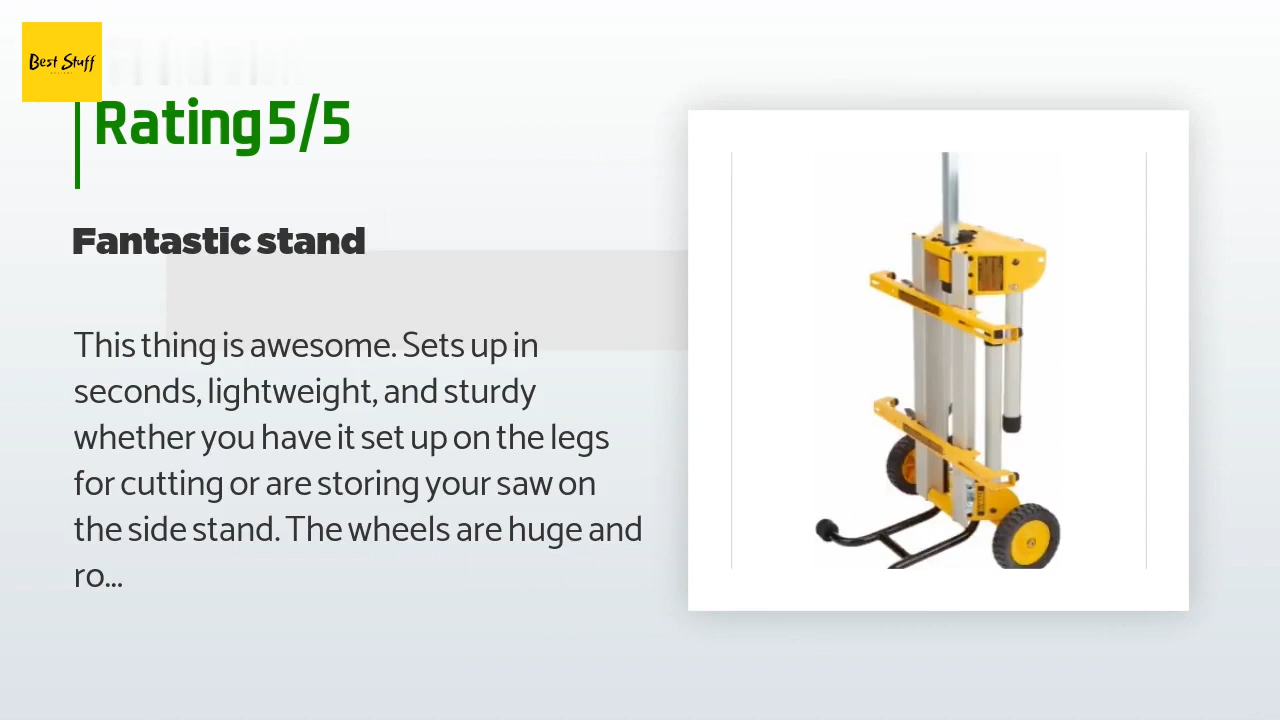 Best Stuff
Rating 5/5
Fantastic stand
This thing is awesome. Sets up in
seconds, lightweight, and sturdy
whether you have it set up on the legs
for cutting or are storing your saw on
the side stand. The wheels are huge and
ro...